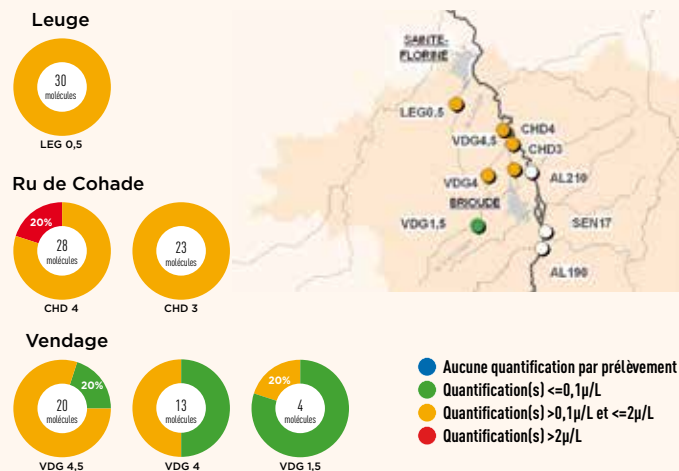 Leuge
30
molécules
LEG 0,5
Ru de Cohade
20%
28
molécules
CHD 4
23
molécules
CHD 3
Vendage
20%
20
molécules
VDG 4,5
13
molécules
VDG 4
20%
4
molécules
VDG 1,5
SAINTE-
FLORINE
LEG0,5
CHD4
VDG4,5
CHD3
VDG4
AL210
BRIOUDE
VDG1,5
SEN17
AL190
Aucune quantification par prélèvement
Quantification(s) <=0,1µ/L
Quantification(s) >0,1µ/L et <=2µ/L
Quantification(s) >2µ/L